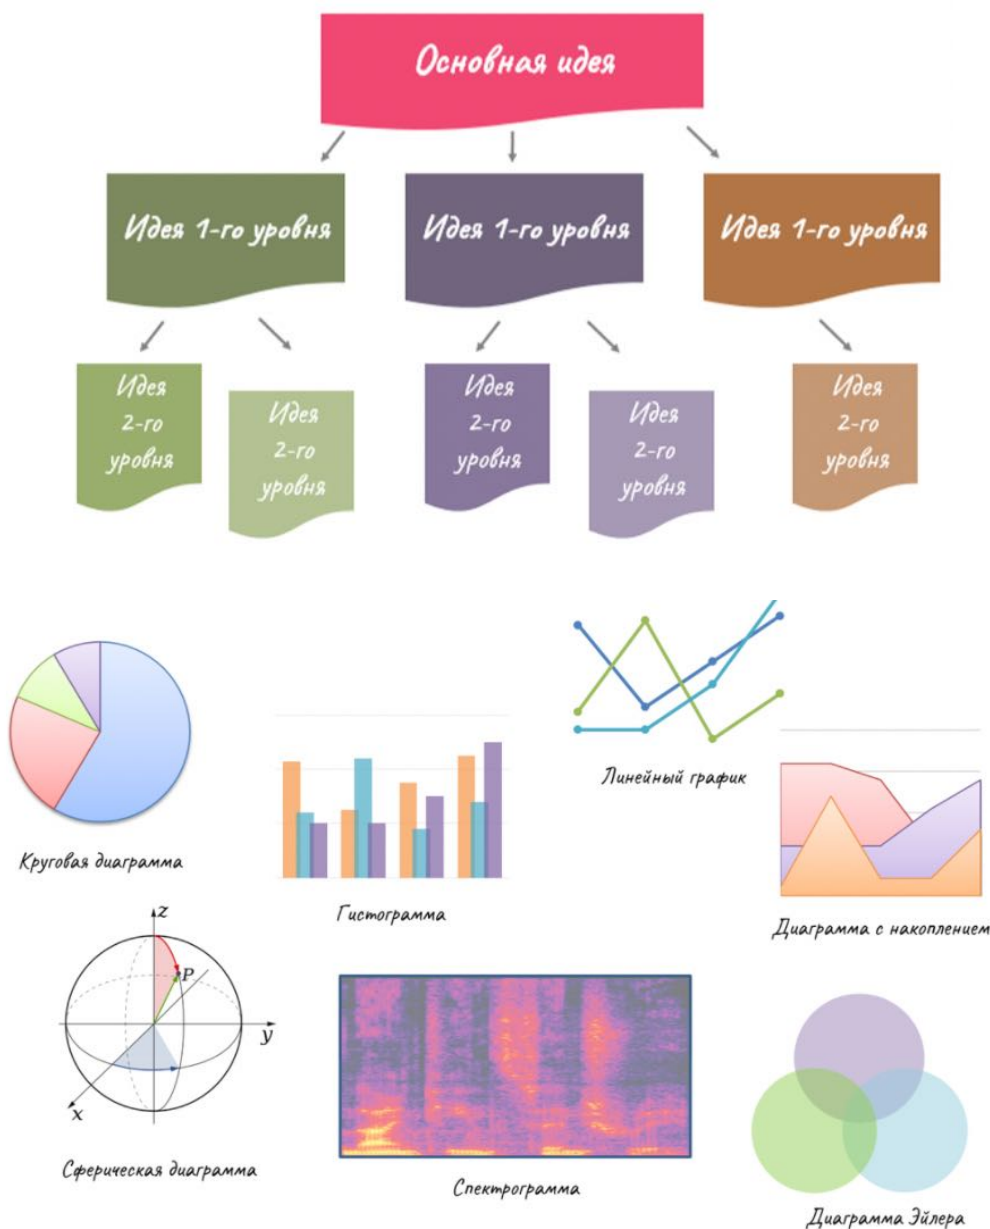 Основная идея
Идея 1-го уровня
Идея 1-го уровня
Идея 1-го уровня
Идея
2-го
уровня
Идея
2-го
уровня
Идея
2-го
уровня
Идея
2-го
уровня
Идея
2-го
уровня
Линейный график
Круговая диаграмма
Гистограмма
Диаграмма с накоплением
z
P
y
x
Сферическая диаграмма
Спектрограмма
Диаграмма Эйлера